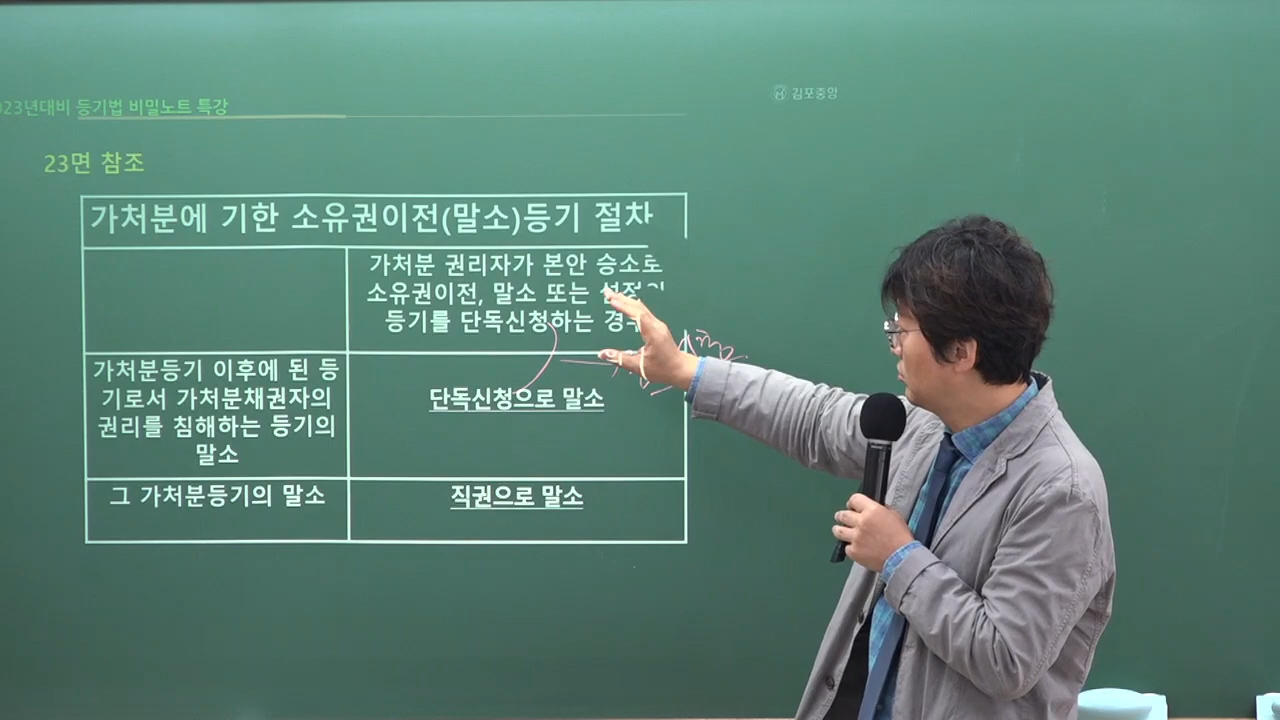 023년대비 등기법 비밀노트 특강
김포중앙
23면 참조
가처분에 기한 소유권이전(말소)등기 절차
가처분 권리자가 본안 승소로
소유권이전, 말소 또는
등기를 단독신청하는 경우
가처분등기 이후에 된 등
기로서 가처분채권자의
권리를 침해하는 등기의
말소
단독신청으로 말소
그 가처분등기의 말소
직권으로 말소